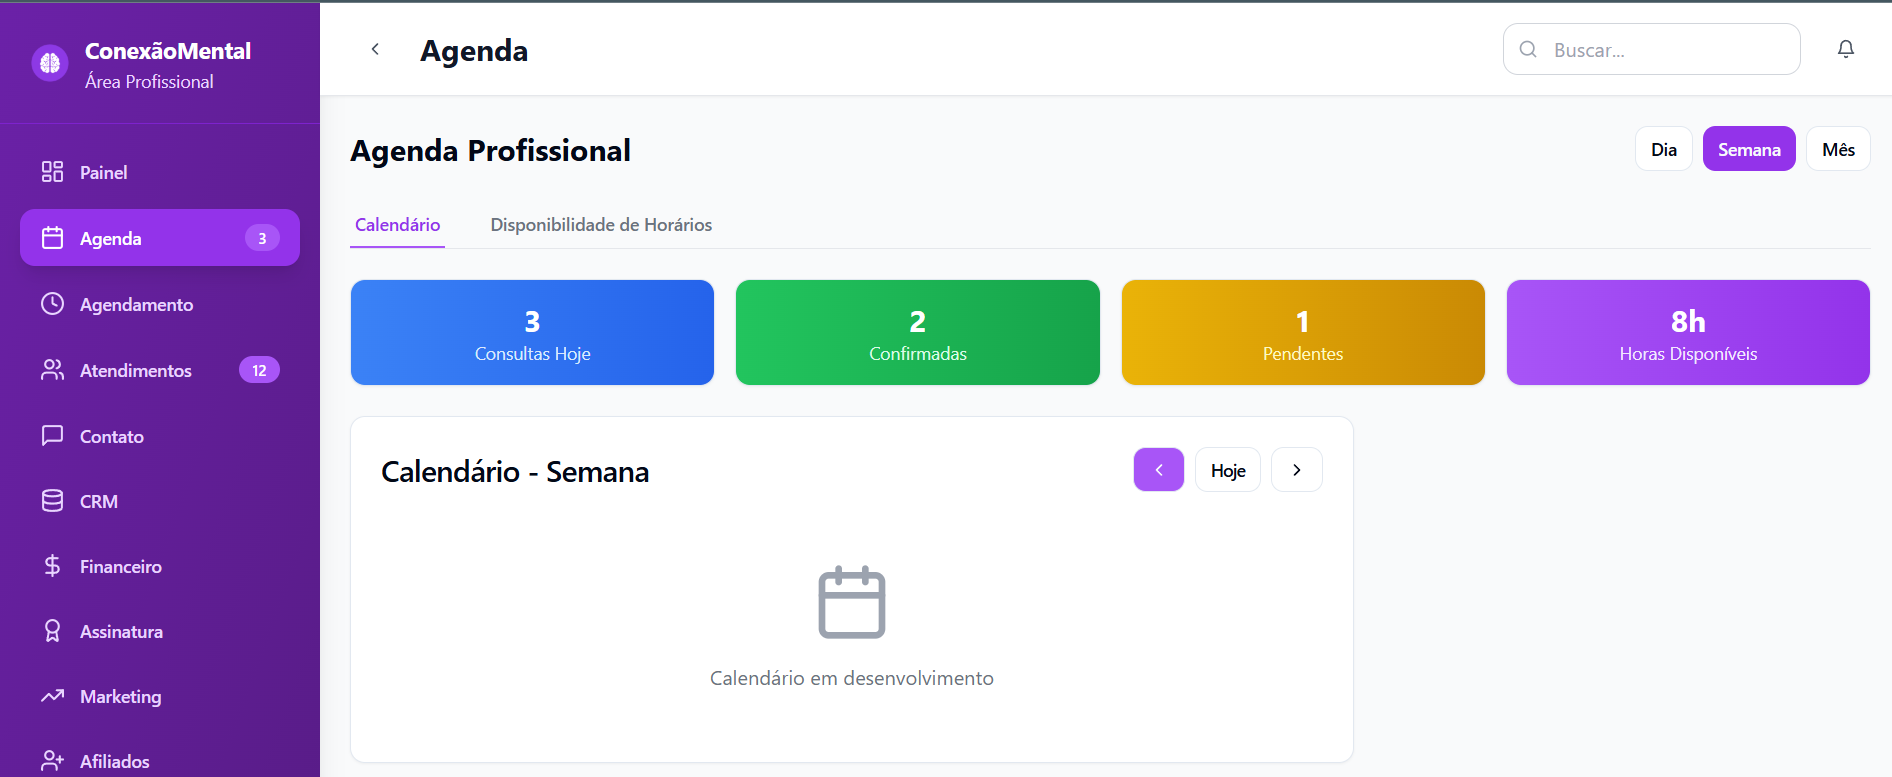 ConexãoMental
Área Profissional
Painel
Agenda 3
Agendamento
Atendimentos 12
Contato
CRM
Financeiro
Assinatura
Marketing
Afiliados
Agenda
Buscar...
Agenda Profissional
Dia Semana Mês
Calendário Disponibilidade de Horários
3
Consultas Hoje
2
Confirmadas
1
Pendentes
8h
Horas Disponíveis
Calendário - Semana
Hoje
Calendário em desenvolvimento